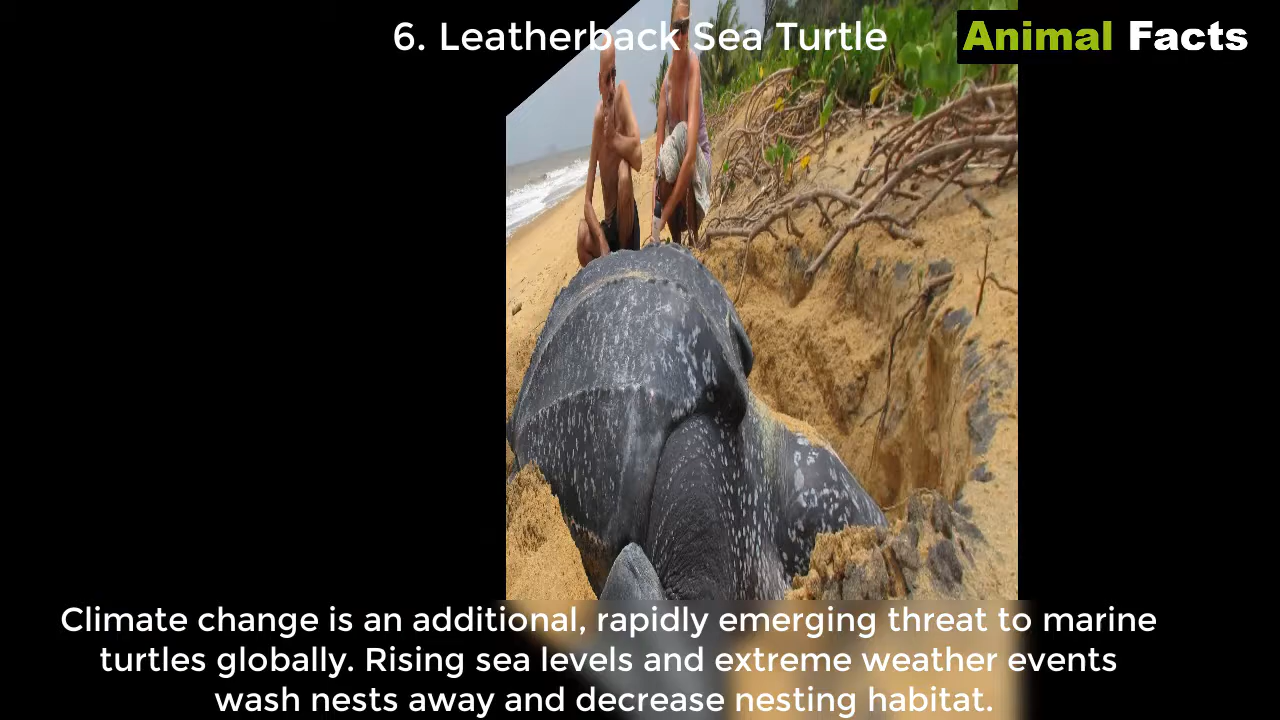 6. Leatherback Sea Turtle
Animal Facts
Climate change is an additional, rapidly emerging threat to marine
turtles globally. Rising sea levels and extreme weather events
wash nests away and decrease nesting habitat.